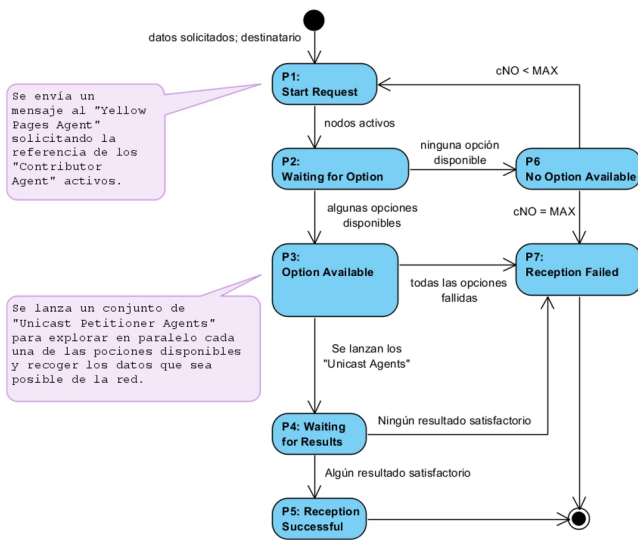 datos solicitados; destinatario
P1:
Start Request
cNO < MAX
Se envía un
mensaje al "Yellow
Pages Agent"
solicitando la
referencia de los
"Contributor
Agent" activos.
nodos activos
P2:
Waiting for Option
ninguna opción
disponible
P6
No Option Available
algunas opciones
disponibles
cNO = MAX
P3:
Option Available
todas las opciones
fallidas
P7:
Reception Failed
Se lanza un conjunto de
"Unicast Petitioner Agents"
para explorar en paralelo cada
una de las pociones disponibles
y recoger los datos que sea
posible de la red.
Se lanzan los
"Unicast Agents"
P4: Waiting
for Results
Ningún resultado satisfactorio
Algún resultado satisfactorio
P5: Reception
Successful